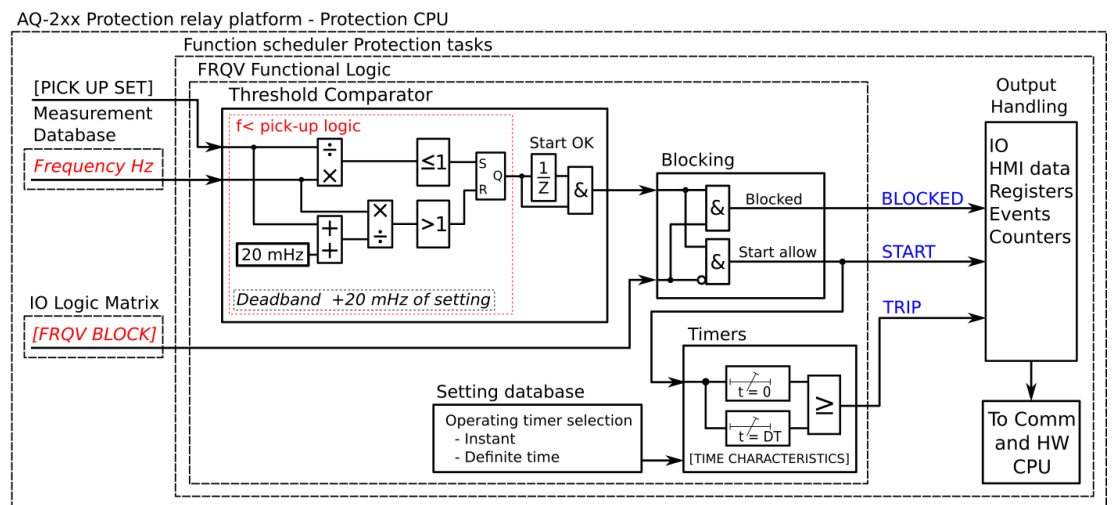 AQ-2xx Protection relay platform - Protection CPU
Function scheduler Protection tasks
FRQV Functional Logic
[PICK UP SET]
Measurement
Database
Frequency Hz
Threshold Comparator
f< pick-up logic
÷
×
≤1
S
Q
R
×
÷
>1
+
+
20 mHz
Deadband +20 mHz of setting
Start OK
1
Z
&
Blocking
&
Blocked
&
Start allow
BLOCKED
START
TRIP
Output
Handling
IO
HMI data
Registers
Events
Counters
IO Logic Matrix
[FRQV BLOCK]
Timers
t = 0
t = DT
≥
[TIME CHARACTERISTICS]
Setting database
Operating timer selection
- Instant
- Definite time
To Comm
and HW
CPU